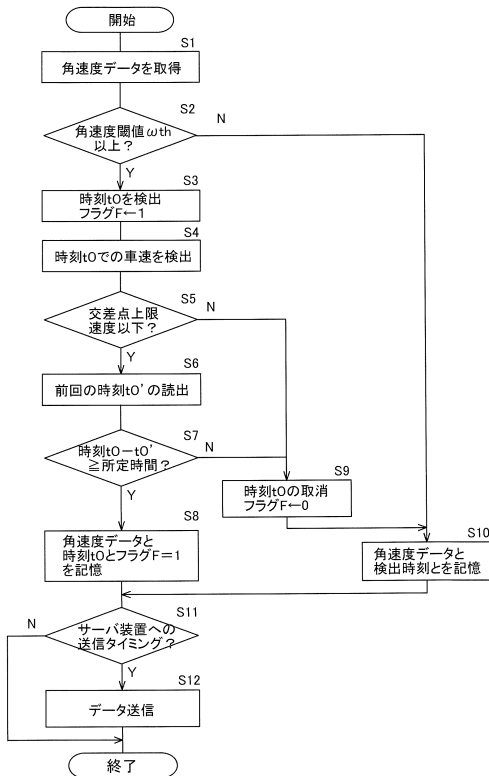 開始
S1
角速度データを取得
S2
角速度閾値ωth
以上？
N
Y
S3
時刻t0を検出
フラグF←1
S4
時刻t0での車速を検出
S5
交差点上限
速度以下？
N
Y
S6
前回の時刻t0'の読出
S7
時刻t0－t0'
≧所定時間？
N
Y
S9
時刻t0の取消
フラグF←0
S8
角速度データと
時刻t0とフラグF＝1
を記憶
S10
角速度データと
検出時刻とを記憶
S11
サーバ装置への
送信タイミング？
N
Y
S12
データ送信
終了